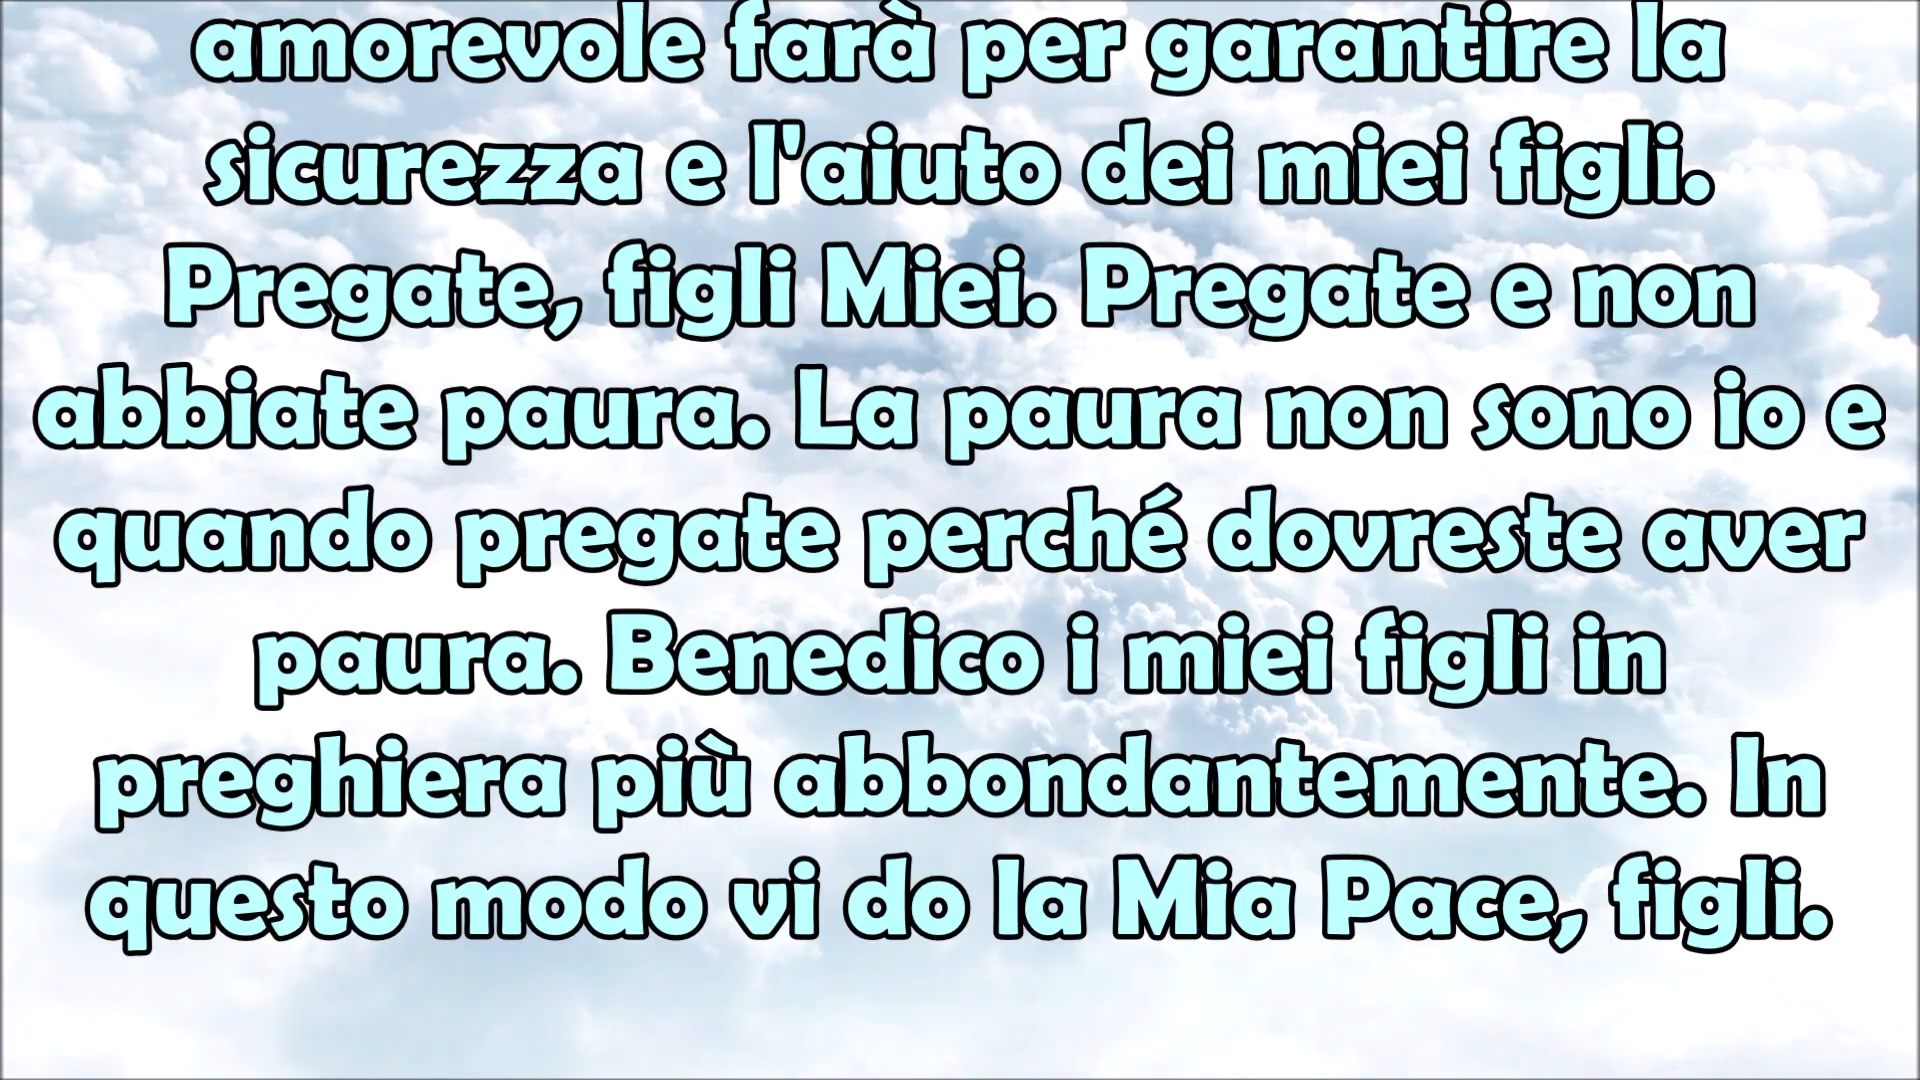 amorevole farà per garantire la
sicurezza e l'aiuto dei miei figli.
Pregate, figli Miei. Pregate e non
abbiate paura. La paura non sono io e
quando pregate perché dovreste aver
paura. Benedico i miei figli in
preghiera più abbondantemente. In
questo modo vi do la Mia Pace, figli.